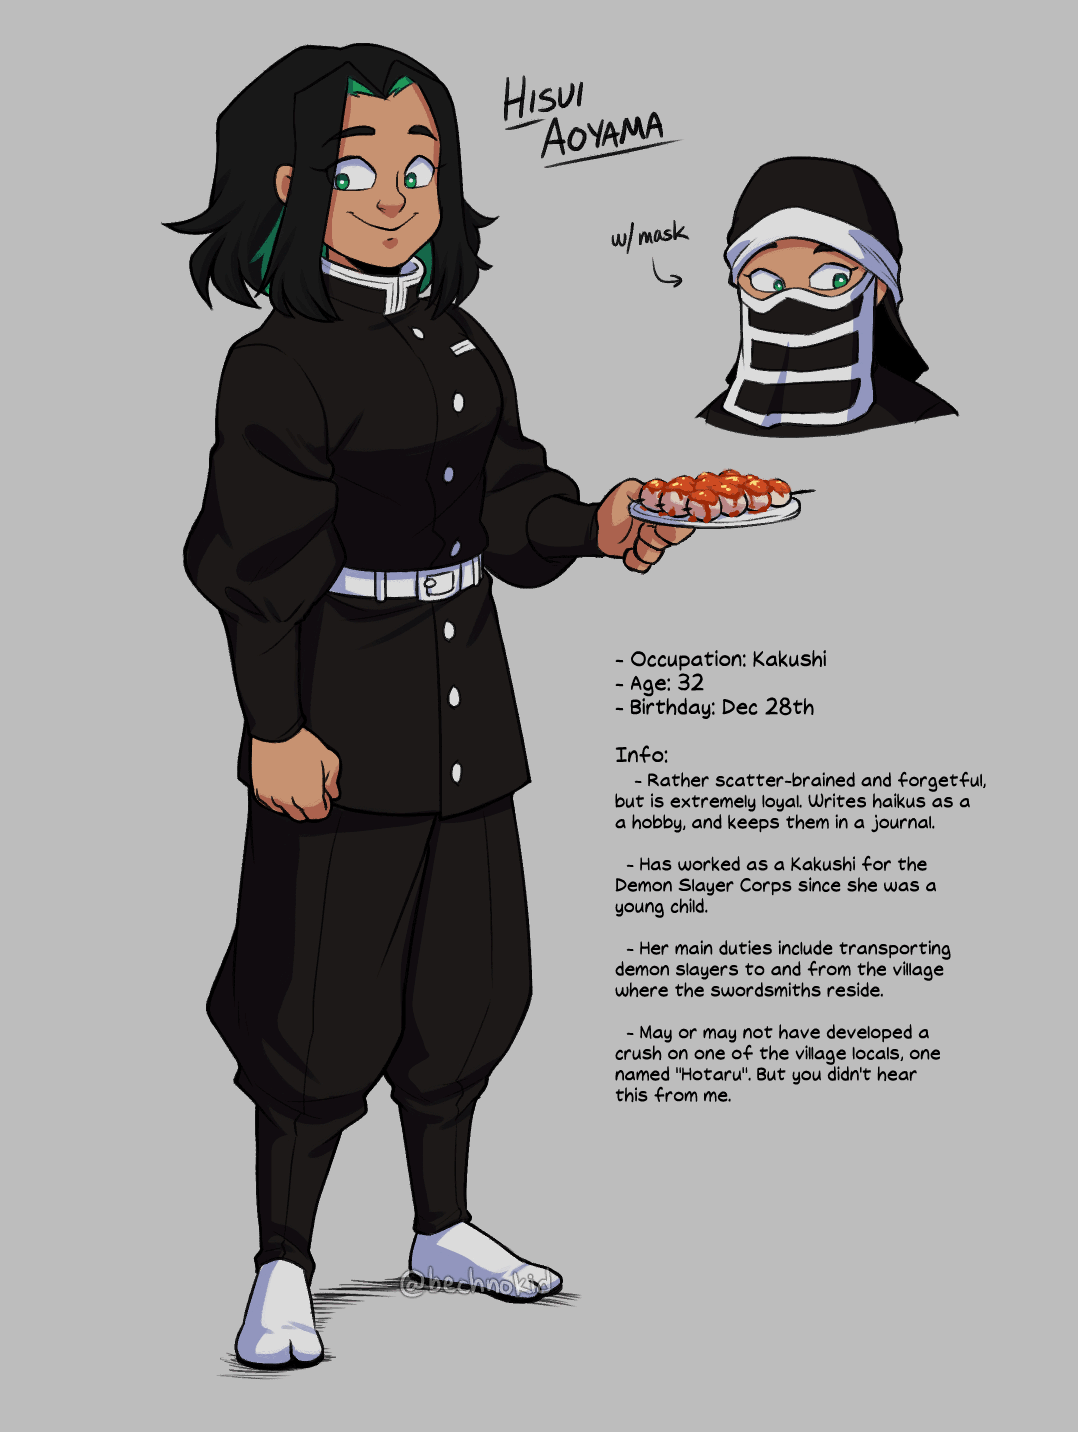 HISUI
AOYAMA
w/mask
- Occupation: Kakushi
- Age: 32
- Birthday: Dec 28th
Info:
- Rather scatter-brained and forgetful,
but is extremely loyal. Writes haikus as a
a hobby, and keeps them in a journal.
- Has worked as a Kakushi for the
Demon Slayer Corps since she was a
young child.
- Her main duties include transporting
demon slayers to and from the village
where the swordsmiths reside.
- May or may not have developed a
crush on one of the village locals, one
named "Hotaru". But you didn't hear
this from me.
@bechnokid